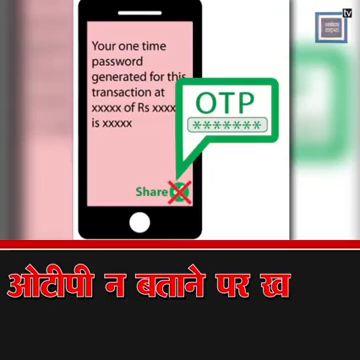 tv
Your one time
password
generated for this
transaction at
xxxxx of Rs xxxx
is xxxxx
OTP
*******
Share
ओटीपी न बताने पर ख